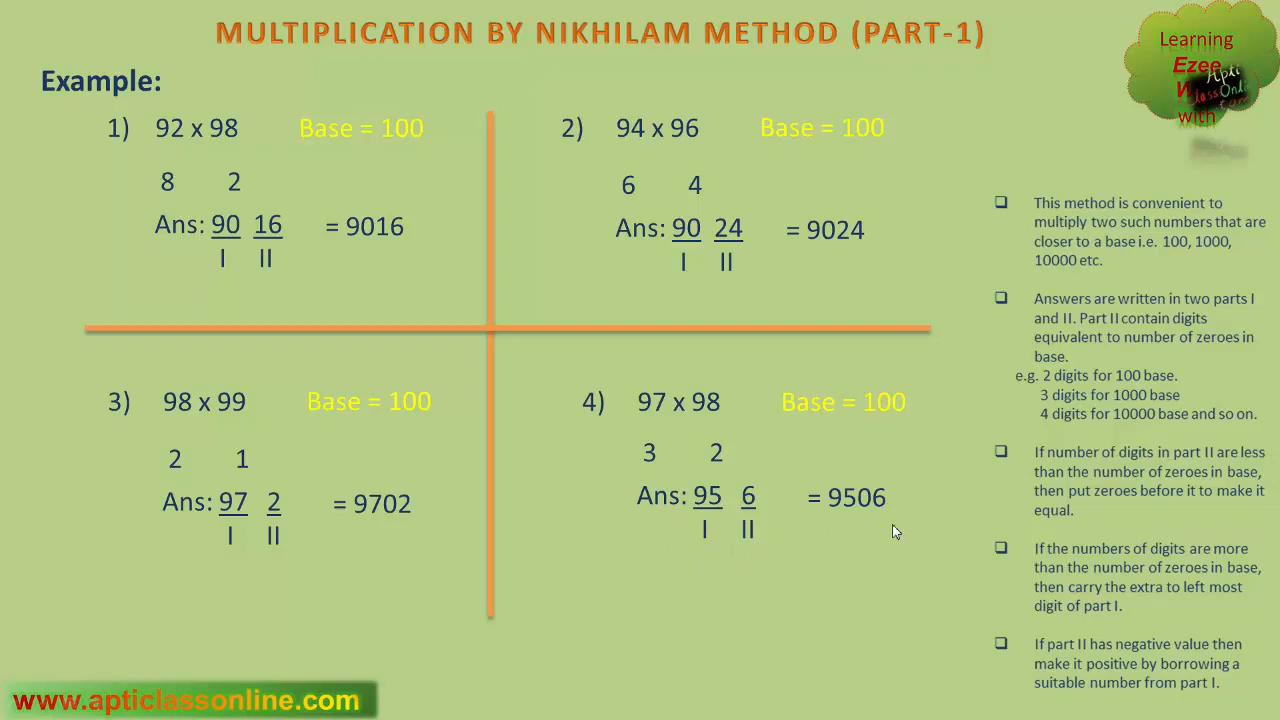 MULTIPLICATION BY NIKHILAM METHOD (PART-1)
Example:
1) 92 x 98 Base = 100
8 2
Ans: 90 16 = 9016
I II
2) 94 x 96 Base = 100
6 4
Ans: 90 24 = 9024
I II
3) 98 x 99 Base = 100
2 1
Ans: 97 2 = 9702
I II
4) 97 x 98 Base = 100
3 2
Ans: 95 6 = 9506
I II
Learning
Ezee
with
Apti
ClassOnline
This method is convenient to
multiply two such numbers that are
closer to a base i.e. 100, 1000,
10000 etc.
Answers are written in two parts I
and II. Part II contain digits
equivalent to number of zeroes in
base.
e.g. 2 digits for 100 base.
3 digits for 1000 base
4 digits for 10000 base and so on.
If number of digits in part II are less
than the number of zeroes in base,
then put zeroes before it to make it
equal.
If the numbers of digits are more
than the number of zeroes in base,
then carry the extra to left most
digit of part I.
If part II has negative value then
make it positive by borrowing a
suitable number from part I.
www.apticlassonline.com